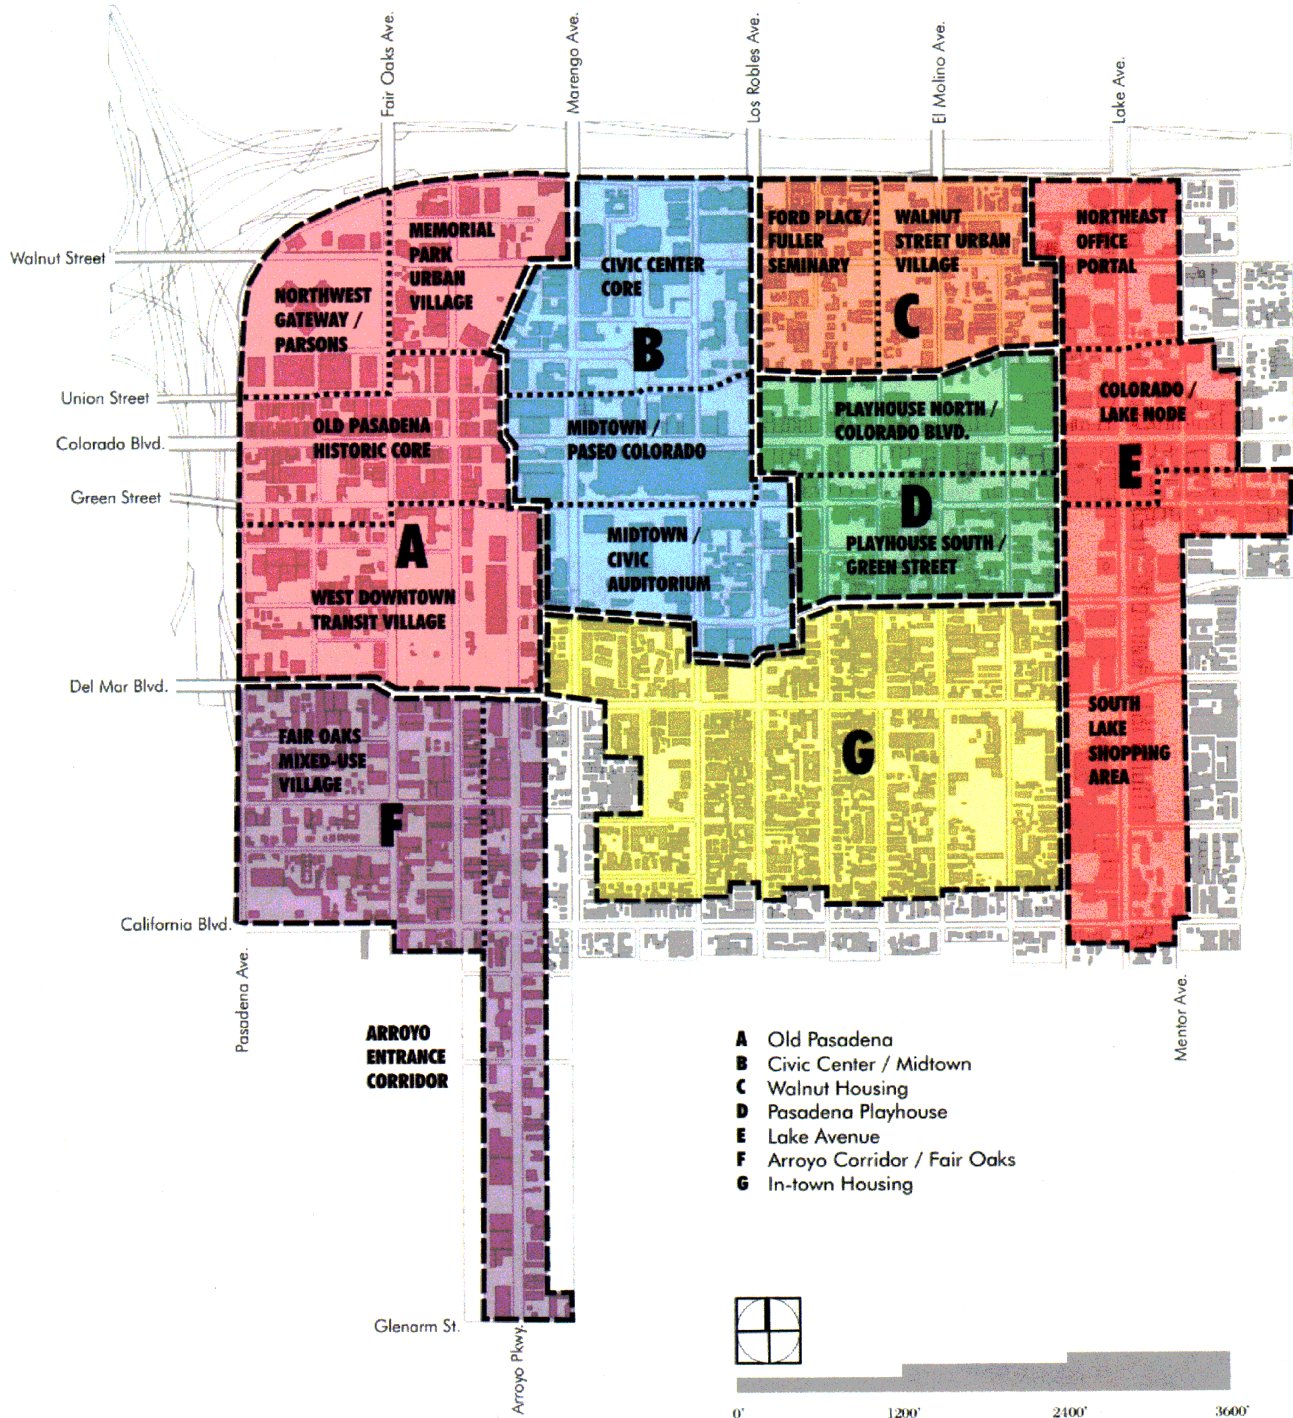 Fair Oaks Ave.
Marengo Ave.
Los Robles Ave.
El Molino Ave.
Lake Ave.
Walnut Street
Union Street
Colorado Blvd.
Green Street
Del Mar Blvd.
California Blvd.
Pasadena Ave.
Glenarm St.
Arroyo Pkwy.
Mentor Ave.
NORTHWEST
GATEWAY /
PARSONS
MEMORIAL
PARK
URBAN
VILLAGE
OLD PASADENA
HISTORIC CORE
A
WEST DOWNTOWN
TRANSIT VILLAGE
CIVIC CENTER
CORE
B
MIDTOWN /
PASEO COLORADO
MIDTOWN /
CIVIC
AUDITORIUM
FORD PLACE/
FULLER
SEMINARY
WALNUT
STREET URBAN
VILLAGE
C
PLAYHOUSE NORTH /
COLORADO BLVD.
D
PLAYHOUSE SOUTH /
GREEN STREET
NORTHEAST
OFFICE
PORTAL
COLORADO /
LAKE NODE
E
SOUTH
LAKE
SHOPPING
AREA
FAIR OAKS
MIXED-USE
VILLAGE
F
G
ARROYO
ENTRANCE
CORRIDOR
A Old Pasadena
B Civic Center / Midtown
C Walnut Housing
D Pasadena Playhouse
E Lake Avenue
F Arroyo Corridor / Fair Oaks
G In-town Housing
0' 1200' 2400' 3600'